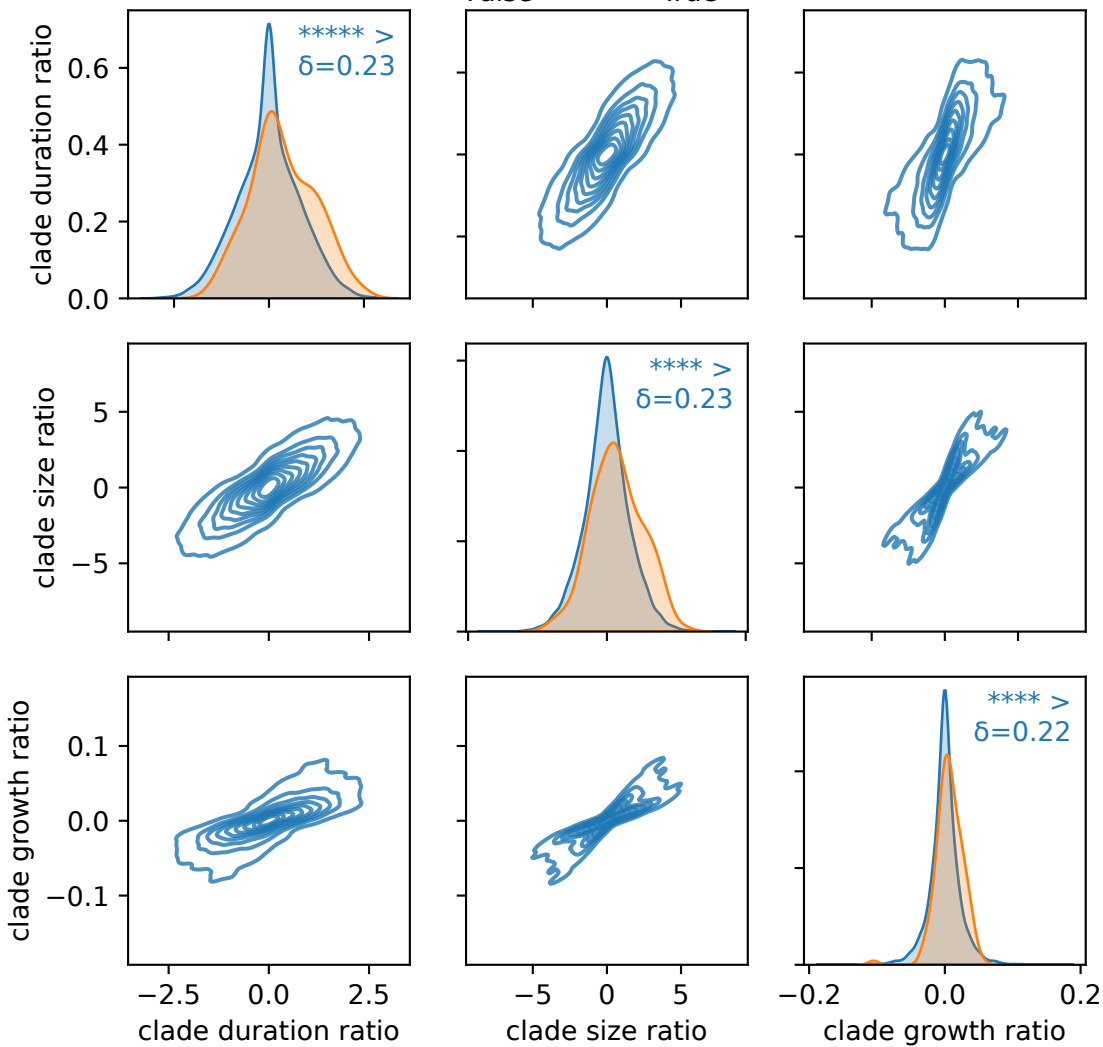 clade duration ratio
0.6
0.4
0.2
0.0
***** >
δ=0.23
clade size ratio
5
0
−5
**** >
δ=0.23
clade growth ratio
0.1
0.0
−0.1
**** >
δ=0.22
−2.5 0.0 2.5
−5 0 5
−0.2 0.0 0.2
clade duration ratio
clade size ratio
clade growth ratio